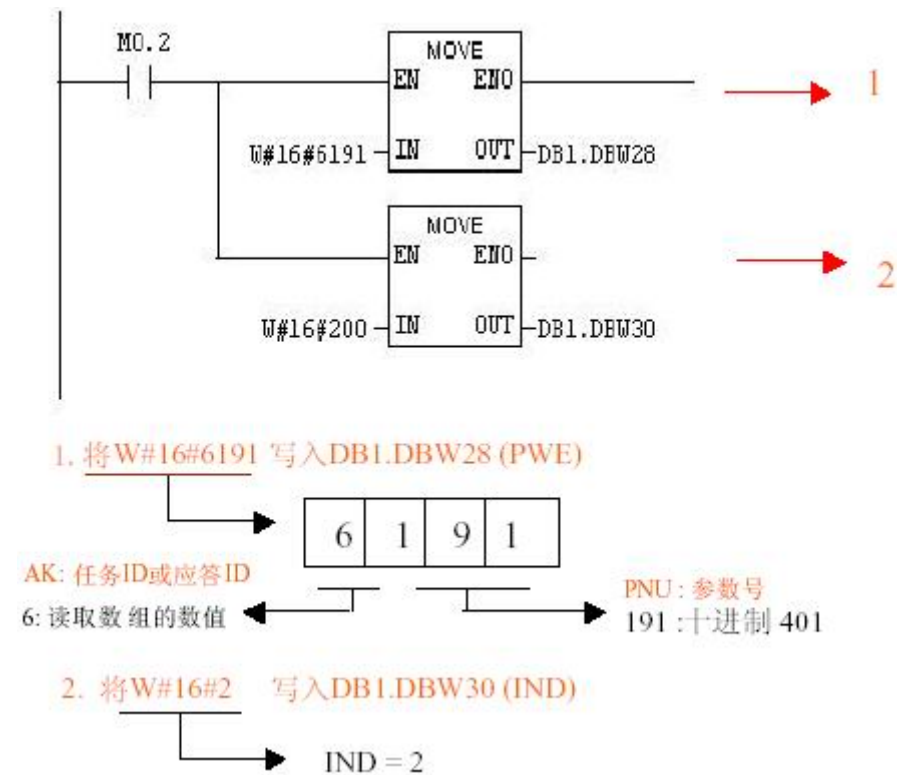 M0.2
MOVE
EN ENO
1
W#16#6191 IN OUT DB1.DBW28
MOVE
EN ENO
2
W#16#200 IN OUT DB1.DBW30
1. 将W#16#6191 写入DB1.DBW28 (PWE)
6 1 9 1
AK: 任务ID或应答ID
PNU : 参数号
6: 读取数 组的数值
191 :十进制 401
2. 将W#16#2 写入DB1.DBW30 (IND)
IND = 2